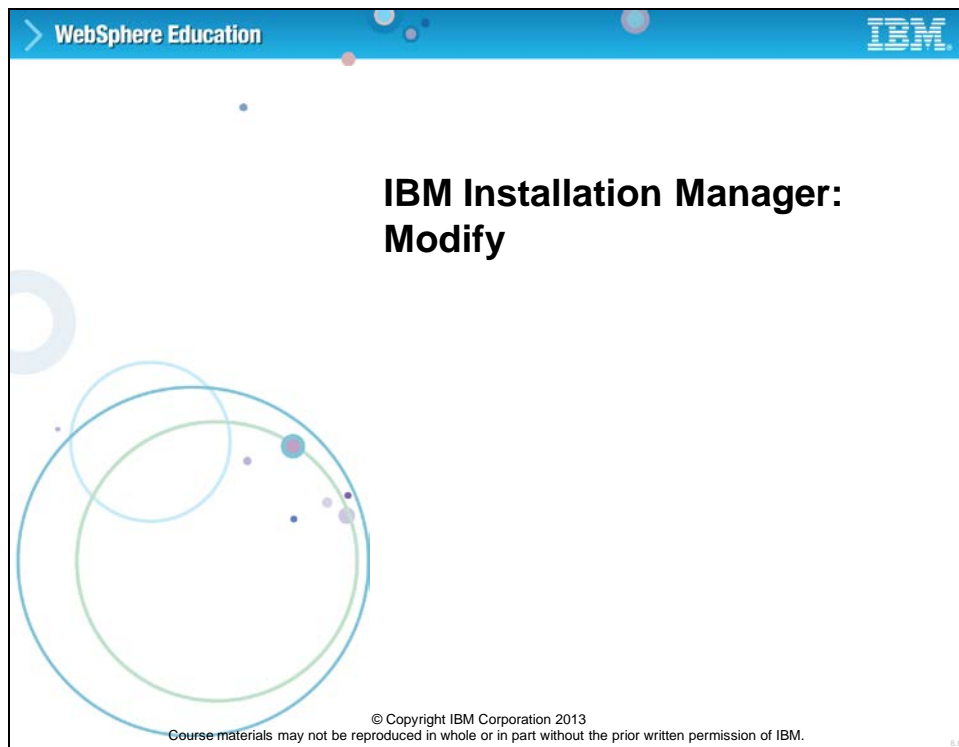 WebSphere Education
IBM.
IBM Installation Manager:
Modify
© Copyright IBM Corporation 2013
Course materials may not be reproduced in whole or in part without the prior written permission of IBM.